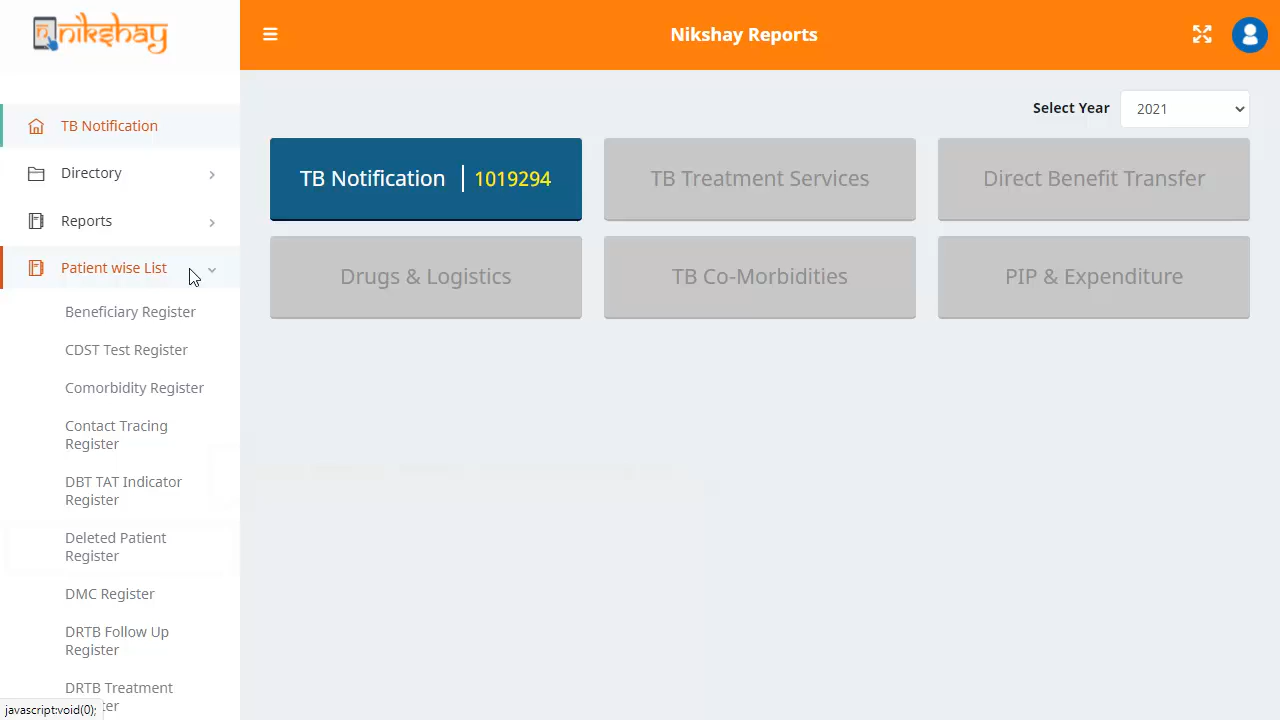 nikshay
Nikshay Reports
TB Notification
Directory
Reports
Patient wise List
Beneficiary Register
CDST Test Register
Comorbidity Register
Contact Tracing
Register
DBT TAT Indicator
Register
Deleted Patient
Register
DMC Register
DRTB Follow Up
Register
DRTB Treatment
javascript:void(0);
Select Year
2021
TB Notification | 1019294
TB Treatment Services
Direct Benefit Transfer
Drugs & Logistics
TB Co-Morbidities
PIP & Expenditure